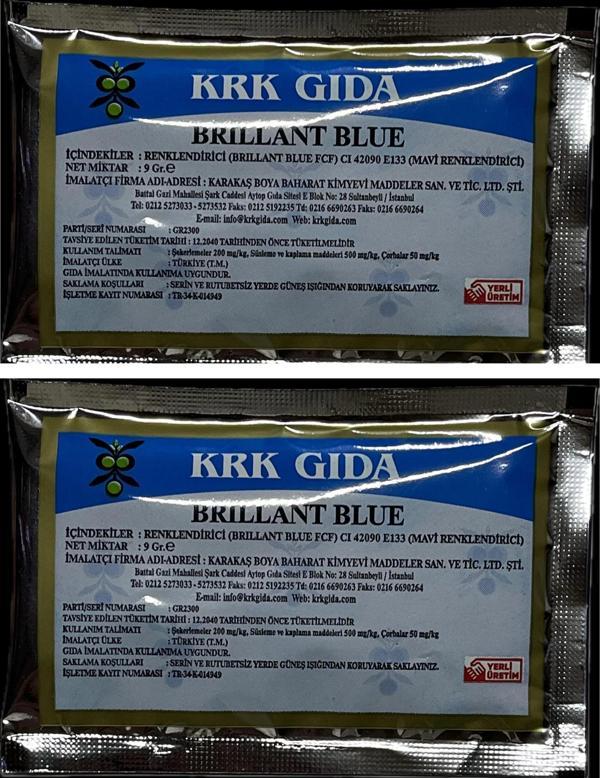 KRK GIDA
BRILLANT BLUE
İÇİNDEKİLER : RENKLENDİRİCİ (BRILLANT BLUE FCF) CI 42090 E133 (MAVİ RENKLENDİRİCİ)
NET MİKTAR : 9 Gr.℮
İMALATÇI FİRMA ADI-ADRESİ : KARAKAŞ BOYA BAHARAT KİMYEVİ MADDELER SAN. VE TİC. LTD. ŞTİ.
Battal Gazi Mahallesi Şark Caddesi Aytop Gıda Sitesi E Blok No: 28 Sultanbeyli / İstanbul
Tel: 0212 5273033 - 5273532 Faks: 0212 5192235 Td: 0216 6690263 Faks: 0216 6690264
E-mail: info@krkgida.com Web: krkgida.com
PARTİ/SERİ NUMARASI : GR2300
TAVSİYE EDİLEN TÜKETİM TARİHİ : 12.2040 TARİHİNDEN ÖNCE TÜKETİLMELİDİR
KULLANIM TALİMATI : Şekerlemeler 200 mg/kg, Süsleme ve kaplama maddeleri 500 mg/kg, Çorbalar 50 mg/kg
İMALATÇI ÜLKE : TÜRKİYE (T.M.)
GIDA İMALATINDA KULLANIMA UYGUNDUR.
SAKLAMA KOŞULLARI : SERİN VE RUTUBETSİZ YERDE GÜNEŞ IŞIĞINDAN KORUYARAK SAKLAYINIZ.
İŞLETME KAYIT NUMARASI : TR-34-K-014949
YERLİ
ÜRETİM
KRK GIDA
BRILLANT BLUE
İÇİNDEKİLER : RENKLENDİRİCİ (BRILLANT BLUE FCF) CI 42090 E133 (MAVİ RENKLENDİRİCİ)
NET MİKTAR : 9 Gr.℮
İMALATÇI FİRMA ADI-ADRESİ : KARAKAŞ BOYA BAHARAT KİMYEVİ MADDELER SAN. VE TİC. LTD. ŞTİ.
Battal Gazi Mahallesi Şark Caddesi Aytop Gıda Sitesi E Blok No: 28 Sultanbeyli / İstanbul
Tel: 0212 5273033 - 5273532 Faks: 0212 5192235 Td: 0216 6690263 Faks: 0216 6690264
E-mail: info@krkgida.com Web: krkgida.com
PARTİ/SERİ NUMARASI : GR2300
TAVSİYE EDİLEN TÜKETİM TARİHİ : 12.2040 TARİHİNDEN ÖNCE TÜKETİLMELİDİR
KULLANIM TALİMATI : Şekerlemeler 200 mg/kg, Süsleme ve kaplama maddeleri 500 mg/kg, Çorbalar 50 mg/kg
İMALATÇI ÜLKE : TÜRKİYE (T.M.)
GIDA İMALATINDA KULLANIMA UYGUNDUR.
SAKLAMA KOŞULLARI : SERİN VE RUTUBETSİZ YERDE GÜNEŞ IŞIĞINDAN KORUYARAK SAKLAYINIZ.
İŞLETME KAYIT NUMARASI : TR-34-K-014949
YERLİ
ÜRETİM